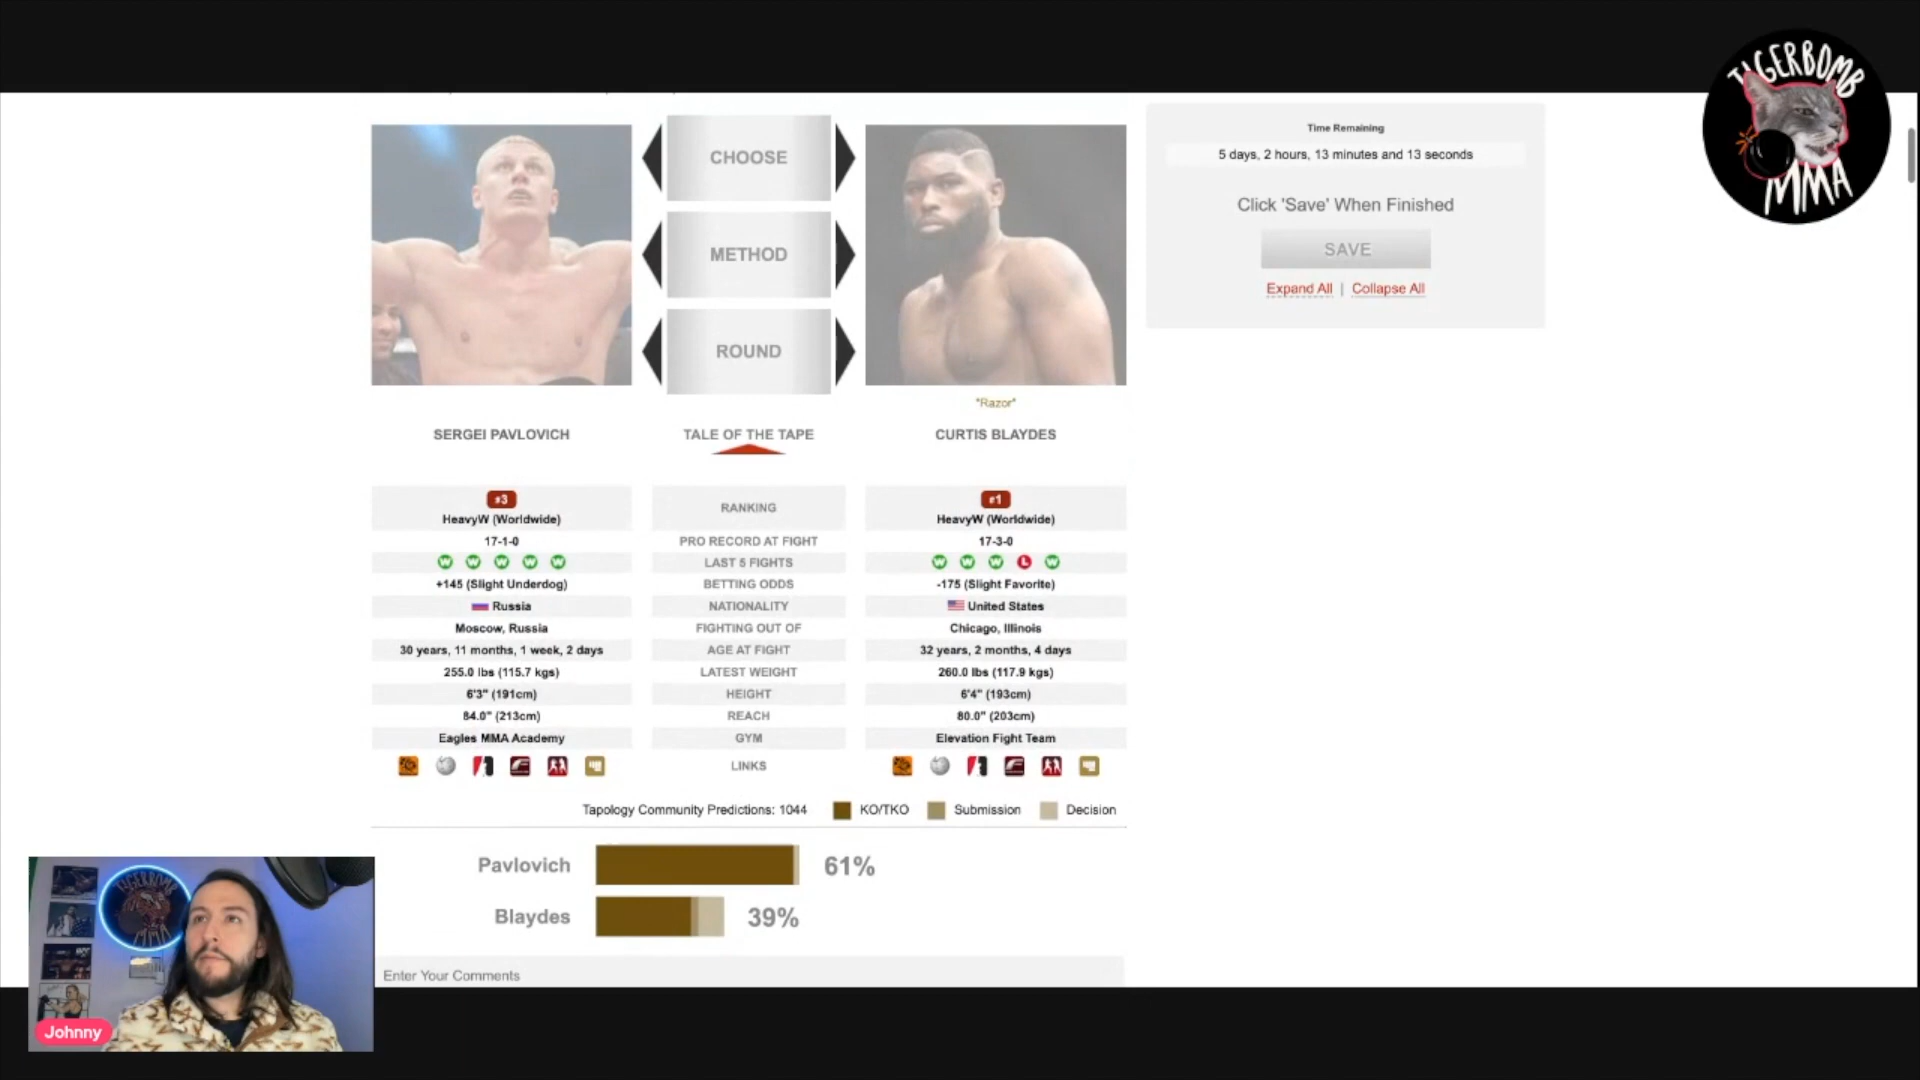 TIGERBOMB
MMA
CHOOSE
METHOD
ROUND
Time Remaining
5 days, 2 hours, 13 minutes and 13 seconds
Click 'Save' When Finished
SAVE
Expand All | Collapse All
"Razor"
SERGEI PAVLOVICH
TALE OF THE TAPE
CURTIS BLAYDES
#3
HeavyW (Worldwide)
RANKING
#1
HeavyW (Worldwide)
17-1-0
PRO RECORD AT FIGHT
17-3-0
W W W W W
LAST 5 FIGHTS
W W W L W
+145 (Slight Underdog)
BETTING ODDS
-175 (Slight Favorite)
Russia
NATIONALITY
United States
Moscow, Russia
FIGHTING OUT OF
Chicago, Illinois
30 years, 11 months, 1 week, 2 days
AGE AT FIGHT
32 years, 2 months, 4 days
255.0 lbs (115.7 kgs)
LATEST WEIGHT
260.0 lbs (117.9 kgs)
6'3" (191cm)
HEIGHT
6'4" (193cm)
84.0" (213cm)
REACH
80.0" (203cm)
Eagles MMA Academy
GYM
Elevation Fight Team
LINKS
Tapology Community Predictions: 1044
KO/TKO
Submission
Decision
Pavlovich
61%
Blaydes
39%
Enter Your Comments
TIGERBOMB
MMA
Johnny